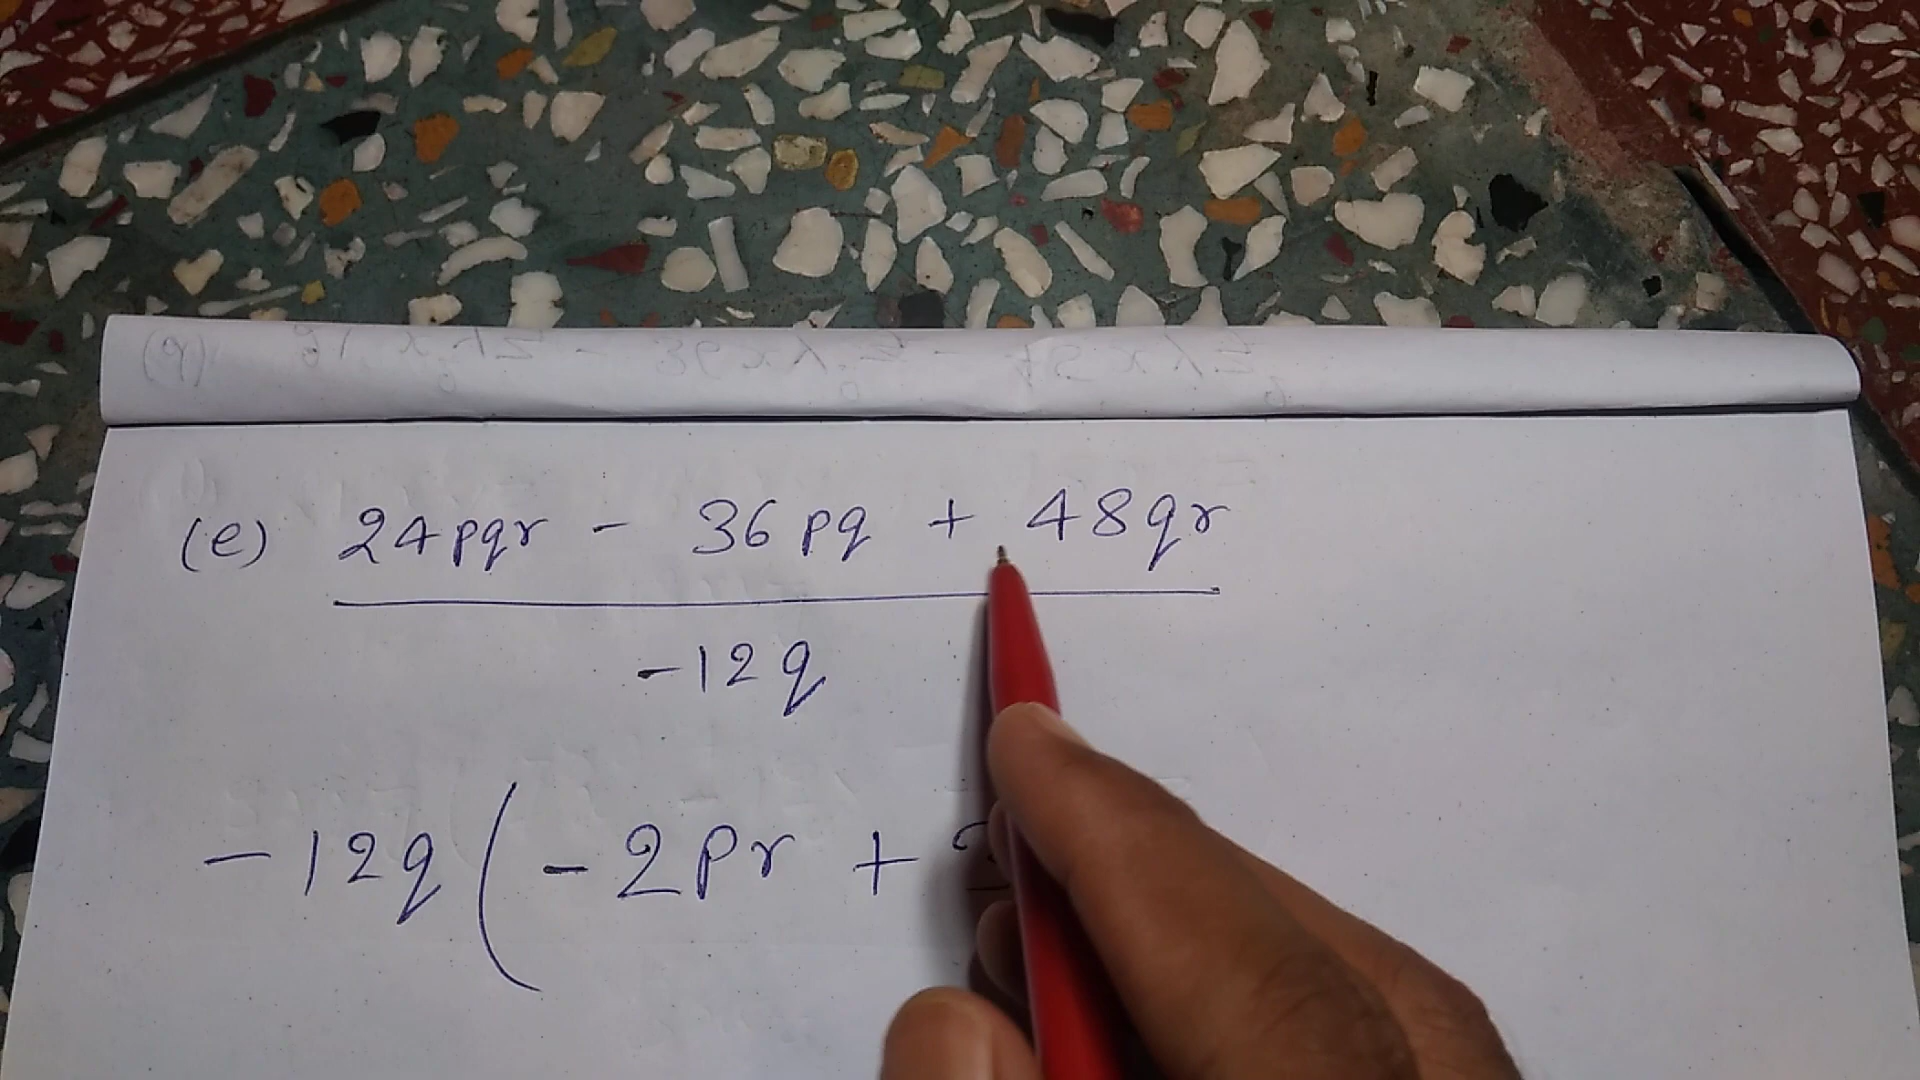 (e) 24pqr - 36pq + 48qr
-12q
-12q ( -2pr +